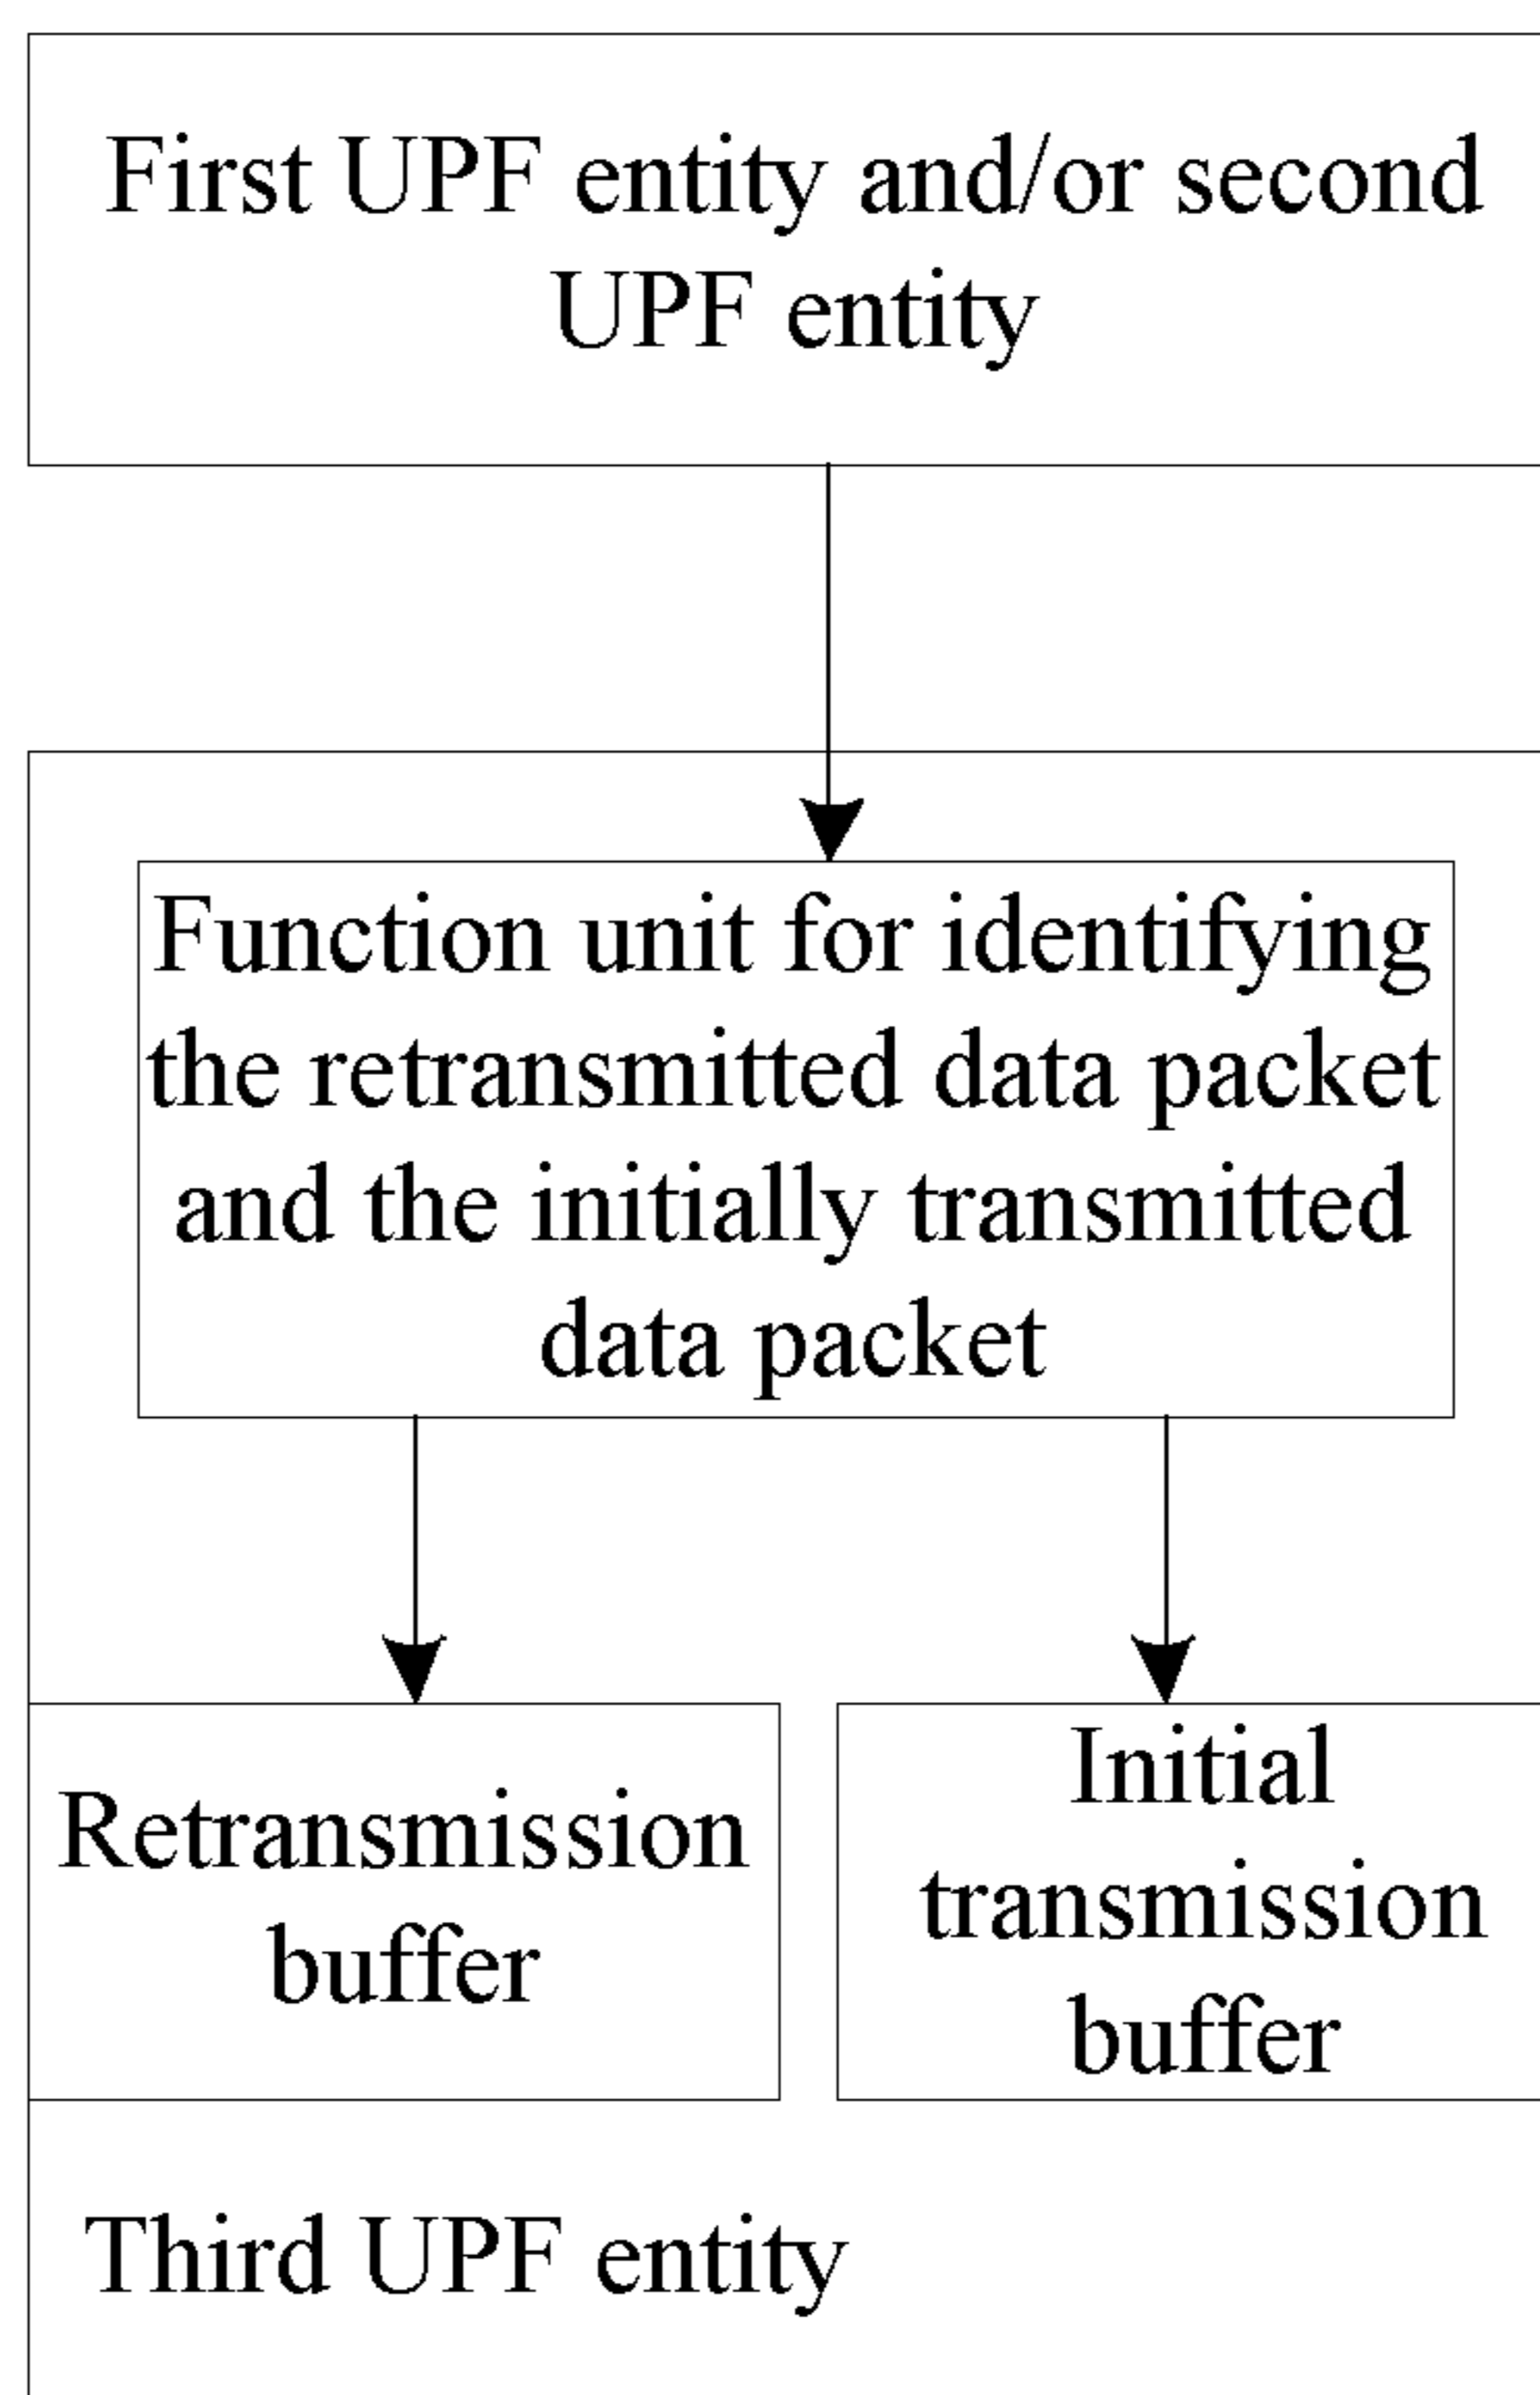 First UPF entity and/or second
UPF entity
Function unit for identifying
the retransmitted data packet
and the initially transmitted
data packet
Retransmission
buffer
Initial
transmission
buffer
Third UPF entity